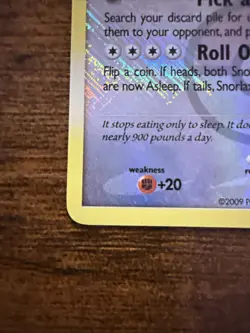 Pick a
Search your discard pile for
them to your opponent, and p
Roll O
Flip a coin. If heads, both Sno
are now Asleep. If tails, Snorla
It stops eating only to sleep. It do
nearly 900 pounds a day.
weakness
+20
©2009 P